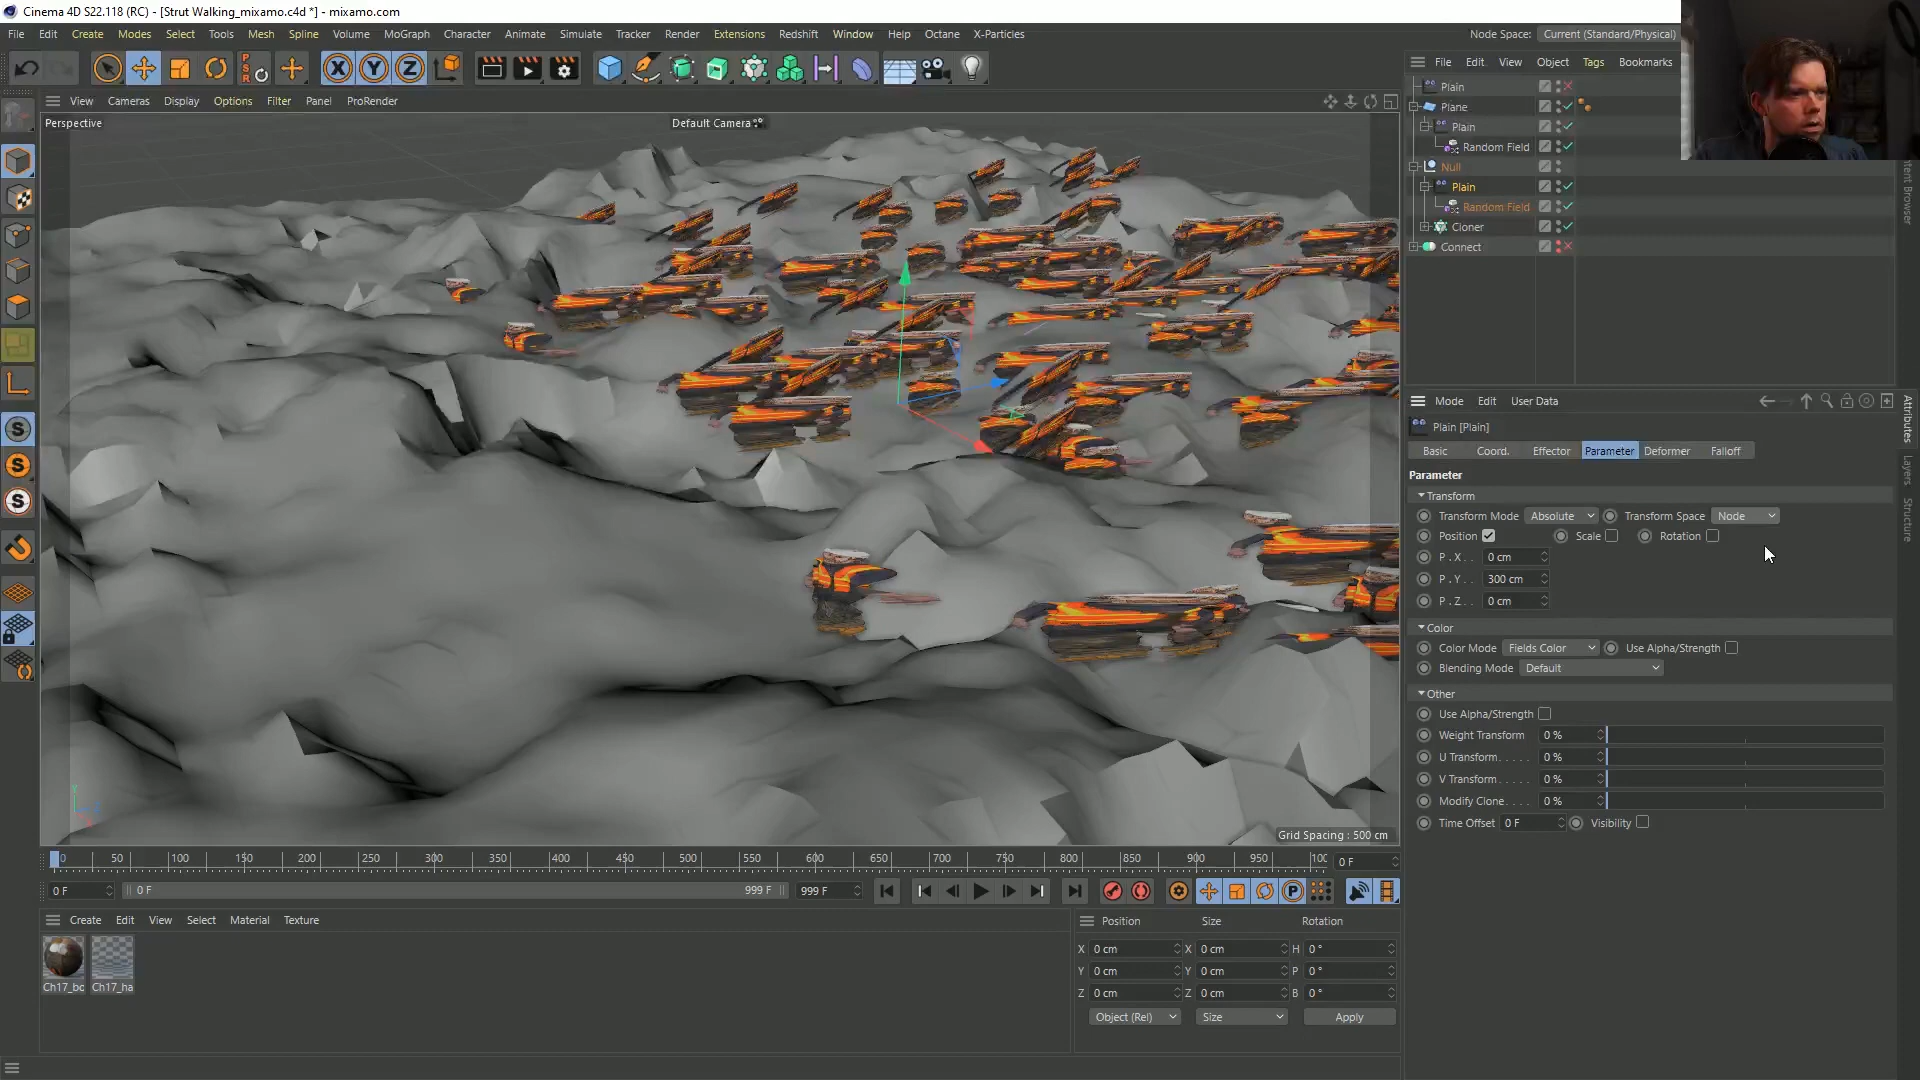 Cinema 4D S22.118 (RC) - [Strut Walking_mixamo.c4d *] - mixamo.com
File Edit Create Modes Select Tools Mesh Spline Volume MoGraph Character Animate Simulate Tracker Render Extensions Redshift Window Help Octane X-Particles
Node Space: Current (Standard/Physical)
File Edit View Object Tags Bookmarks
View Cameras Display Options Filter Panel ProRender
Perspective
Default Camera
Plain
Plane
Plain
Random Field
Null
Plain
Random Field
Cloner
Connect
Mode Edit User Data
Plain [Plain]
Basic Coord. Effector Parameter Deformer Falloff
Parameter
Transform
Transform Mode Absolute Transform Space Node
Position Scale Rotation
P . X . . 0 cm
P . Y . . 300 cm
P . Z . . 0 cm
Color
Color Mode Fields Color Use Alpha/Strength
Blending Mode Default
Other
Use Alpha/Strength
Weight Transform 0 %
U Transform . . . . . 0 %
V Transform . . . . . 0 %
Modify Clone . . . . 0 %
Time Offset 0 F Visibility
Attributes
Layers
Structure
Grid Spacing : 500 cm
0 50 100 150 200 250 300 350 400 450 500 550 600 650 700 750 800 850 900 950 100 0 F
0 F 0 F 999 F 999 F
Create Edit View Select Material Texture
Ch17_bo Ch17_ha
Position Size Rotation
X 0 cm X 0 cm H 0 °
Y 0 cm Y 0 cm P 0 °
Z 0 cm Z 0 cm B 0 °
Object (Rel) Size Apply